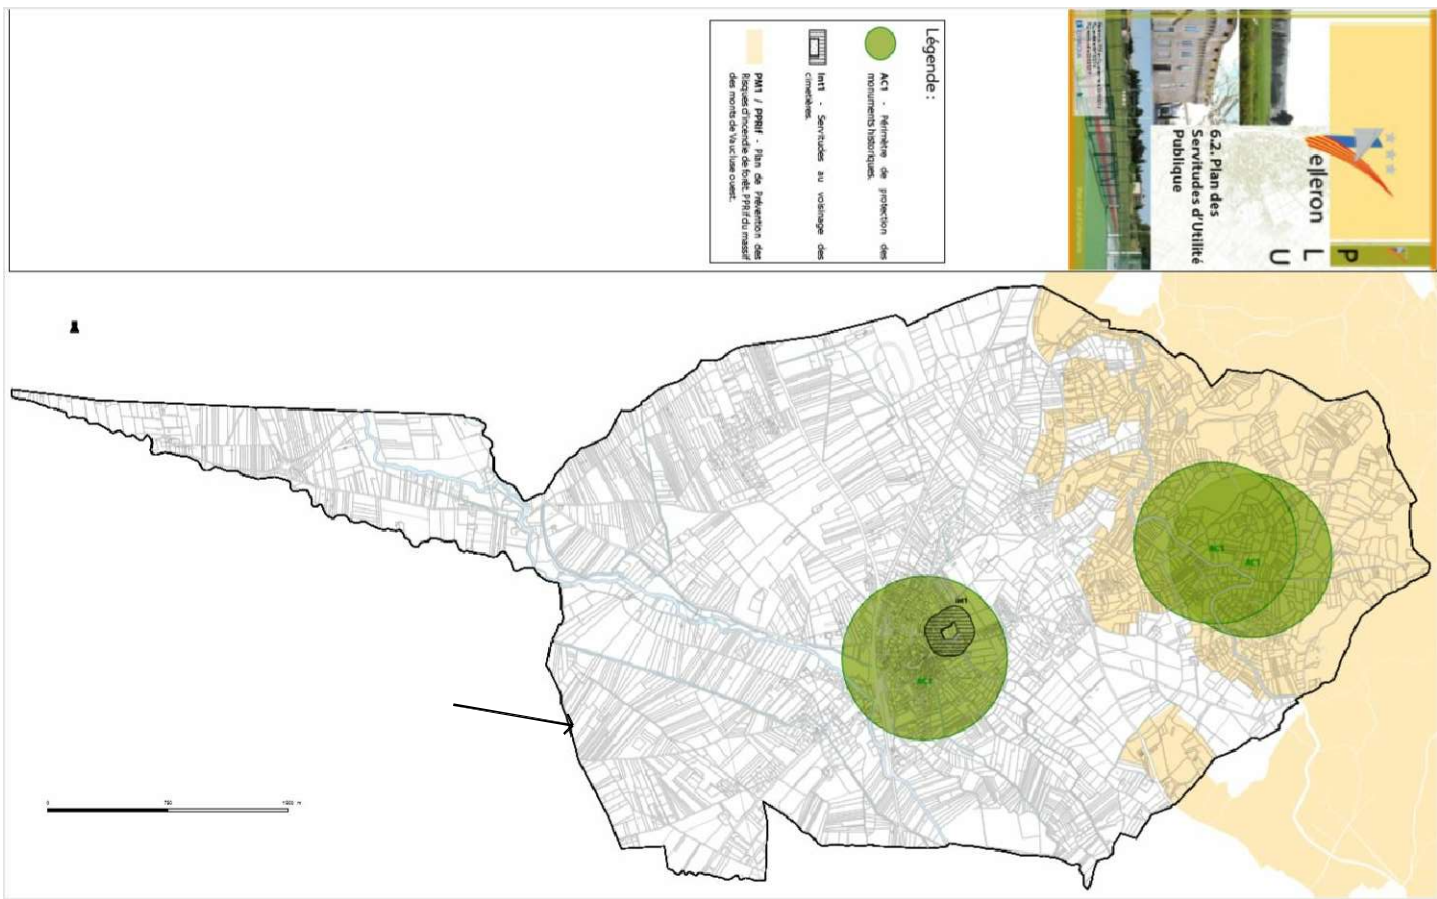 Légende :
AC1 - Périmètre de protection des
monuments historiques.
Int1 - Servitudes au voisinage des
cimetières.
PM1 / PPRif - Plan de Prévention des
Risques d'incendie de forêt. PPRif du massif
des monts de Vaucluse ouest.
P
L
U
elleron
6.2. Plan des
Servitudes d'Utilité
Publique
AC1
AC1
Int1
AC1
0 750 1500 m